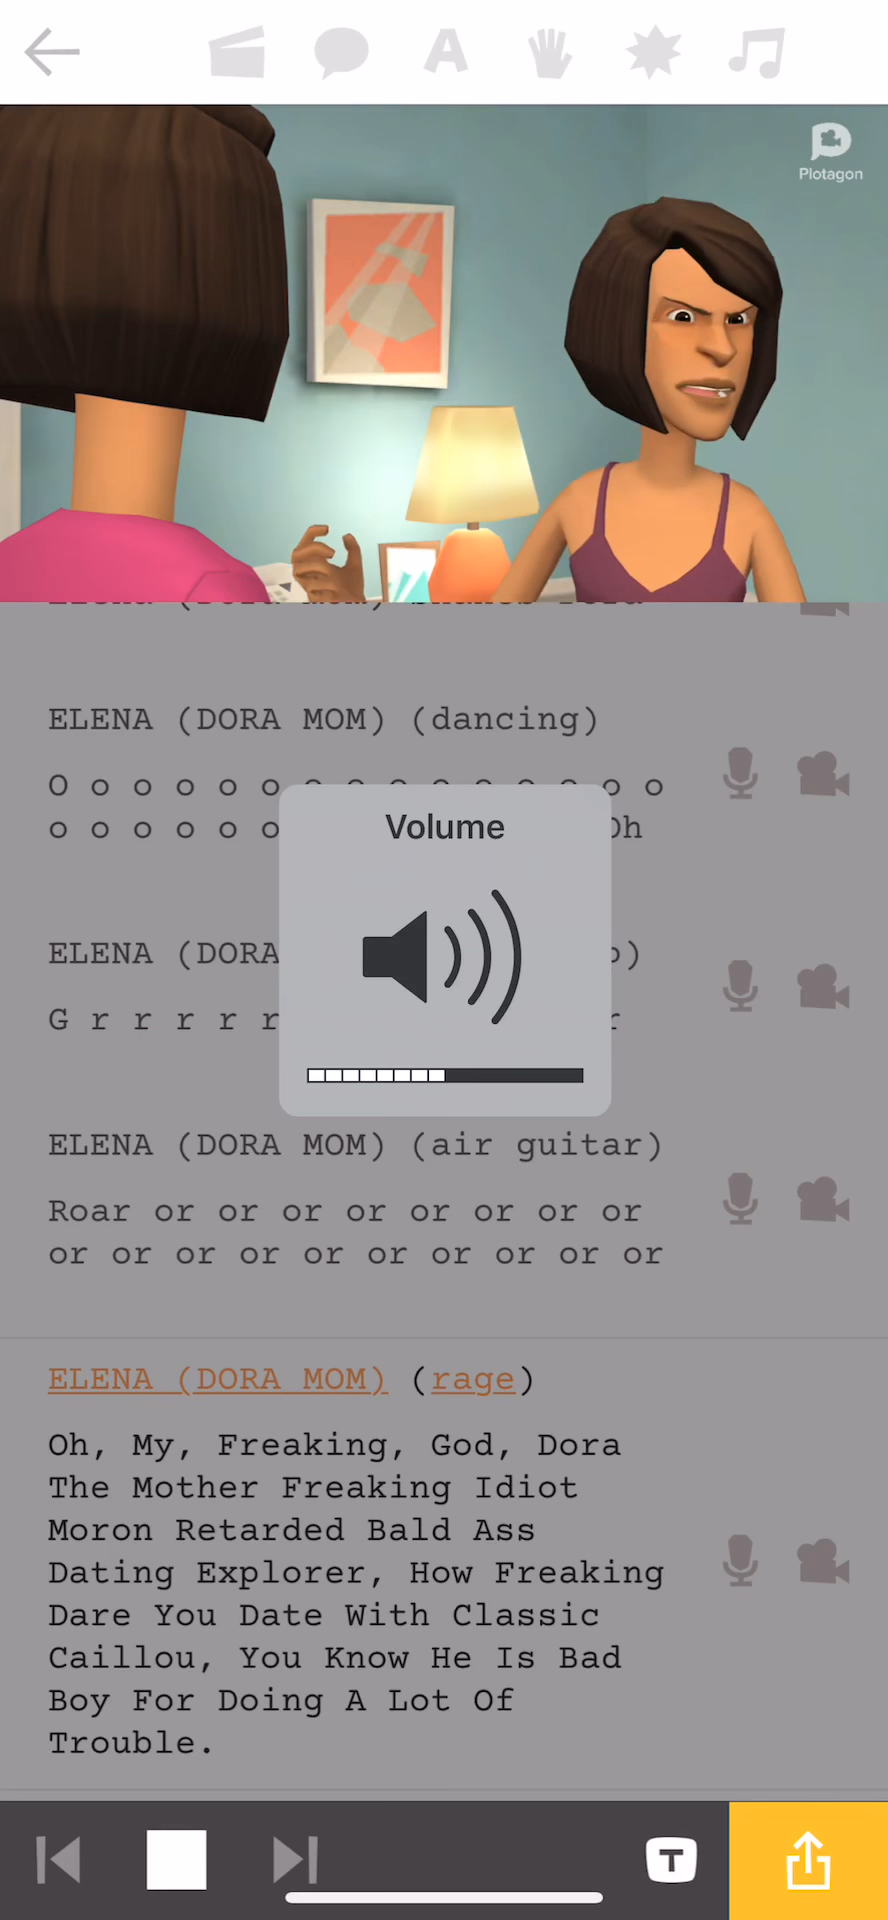 A
Plotagon
ELENA (DORA MOM) (dancing)
O o o o o o o o o o o o o o o
o o o o o o Oh
Volume
ELENA (DORA
G r r r r r
ELENA (DORA MOM) (air guitar)
Roar or or or or or or or or
or or or or or or or or or or
ELENA (DORA MOM) (rage)
Oh, My, Freaking, God, Dora
The Mother Freaking Idiot
Moron Retarded Bald Ass
Dating Explorer, How Freaking
Dare You Date With Classic
Caillou, You Know He Is Bad
Boy For Doing A Lot Of
Trouble.
T